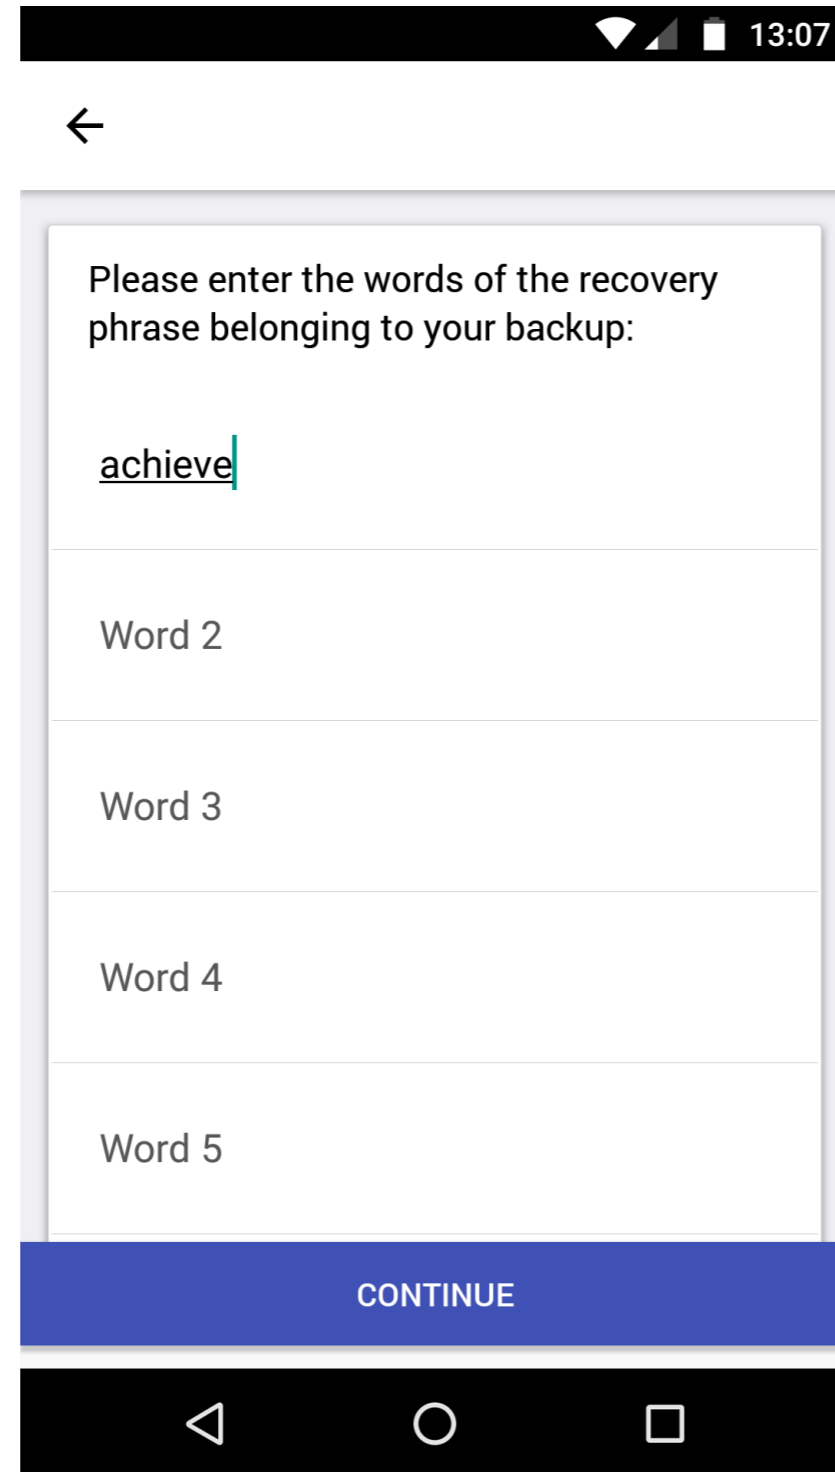 13:07
Please enter the words of the recovery
phrase belonging to your backup:
achieve
Word 2
Word 3
Word 4
Word 5
CONTINUE